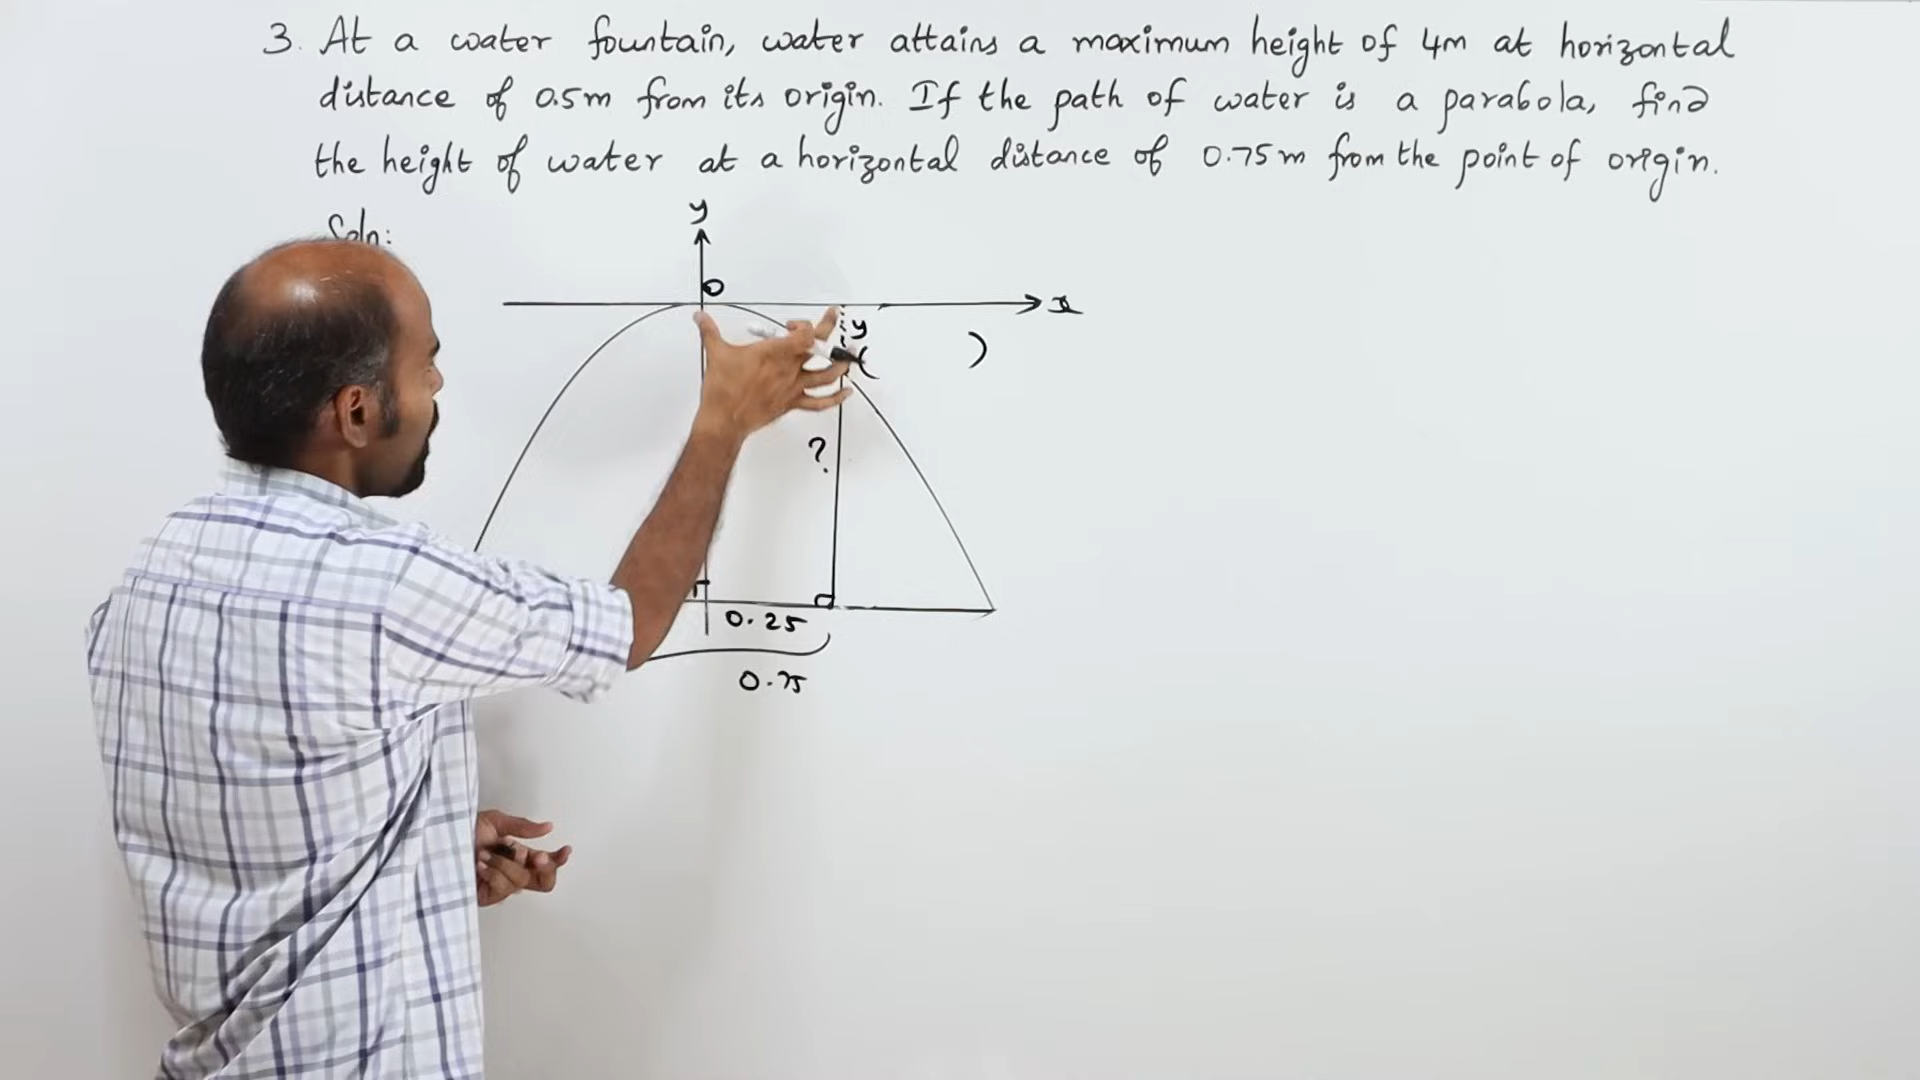 3. At a water fountain, water attains a maximum height of 4m at horizontal
distance of 0.5m from its origin. If the path of water is a parabola, find
the height of water at a horizontal distance of 0.75m from the point of origin.
Soln:
y
O
x
y
( )
?
0.25
0.75